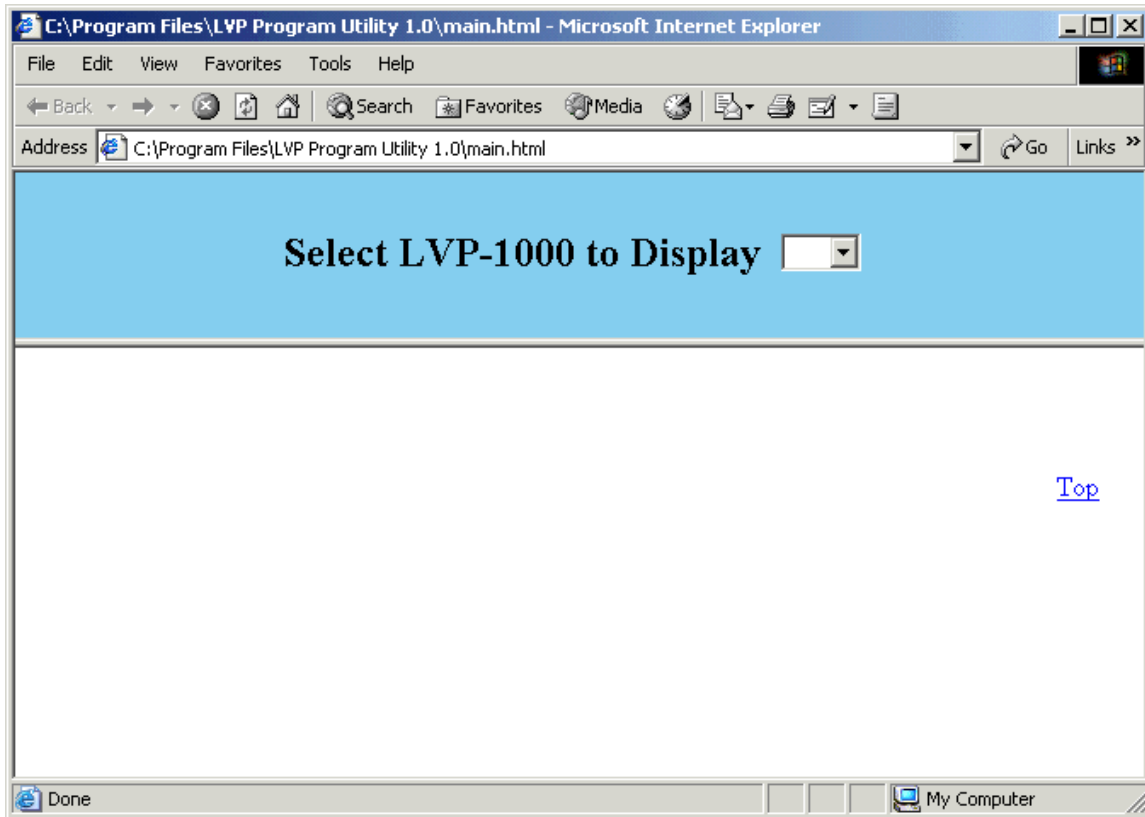 C:\Program Files\LVP Program Utility 1.0\main.html - Microsoft Internet Explorer
File Edit View Favorites Tools Help
Back Search Favorites Media
Address C:\Program Files\LVP Program Utility 1.0\main.html Go Links »
Select LVP-1000 to Display
Top
Done My Computer